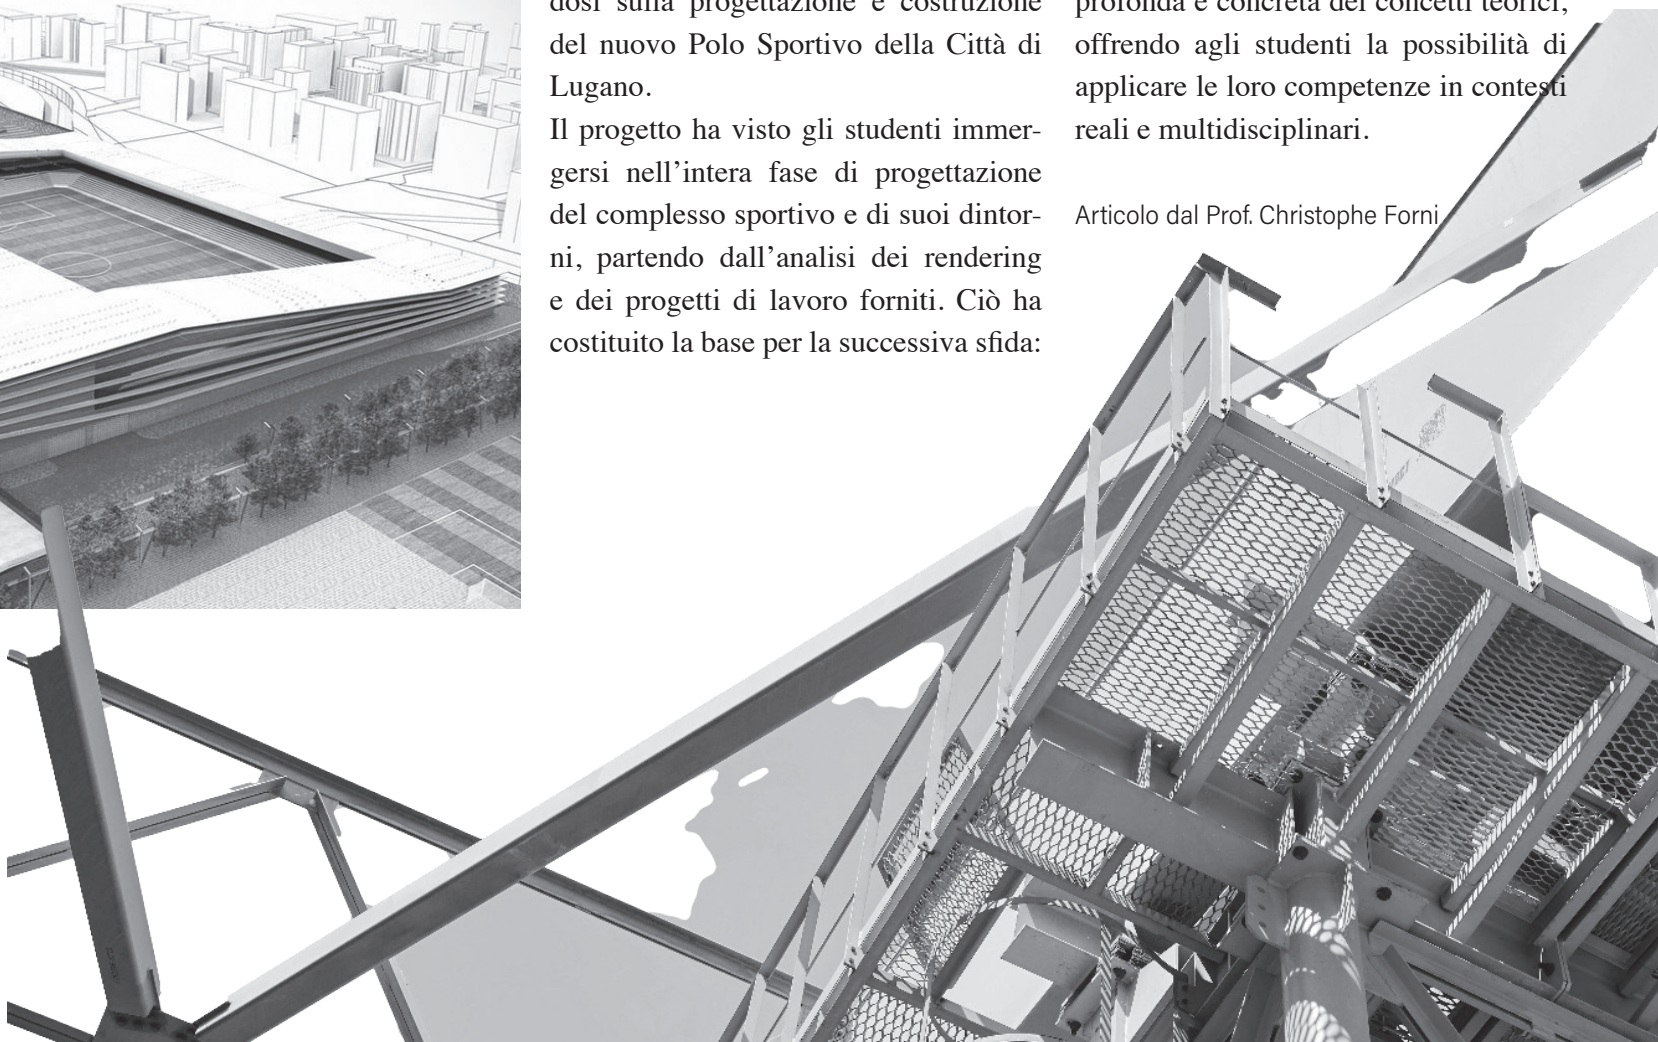 dosi sulla progettazione e costruzione
del nuovo Polo Sportivo della Città di
Lugano.
Il progetto ha visto gli studenti immer-
gersi nell’intera fase di progettazione
del complesso sportivo e di suoi dintor-
ni, partendo dall’analisi dei rendering
e dei progetti di lavoro forniti. Ciò ha
costituito la base per la successiva sfida:
profonda e concreta dei concetti teorici,
offrendo agli studenti la possibilità di
applicare le loro competenze in contesti
reali e multidisciplinari.
Articolo dal Prof. Christophe Forni